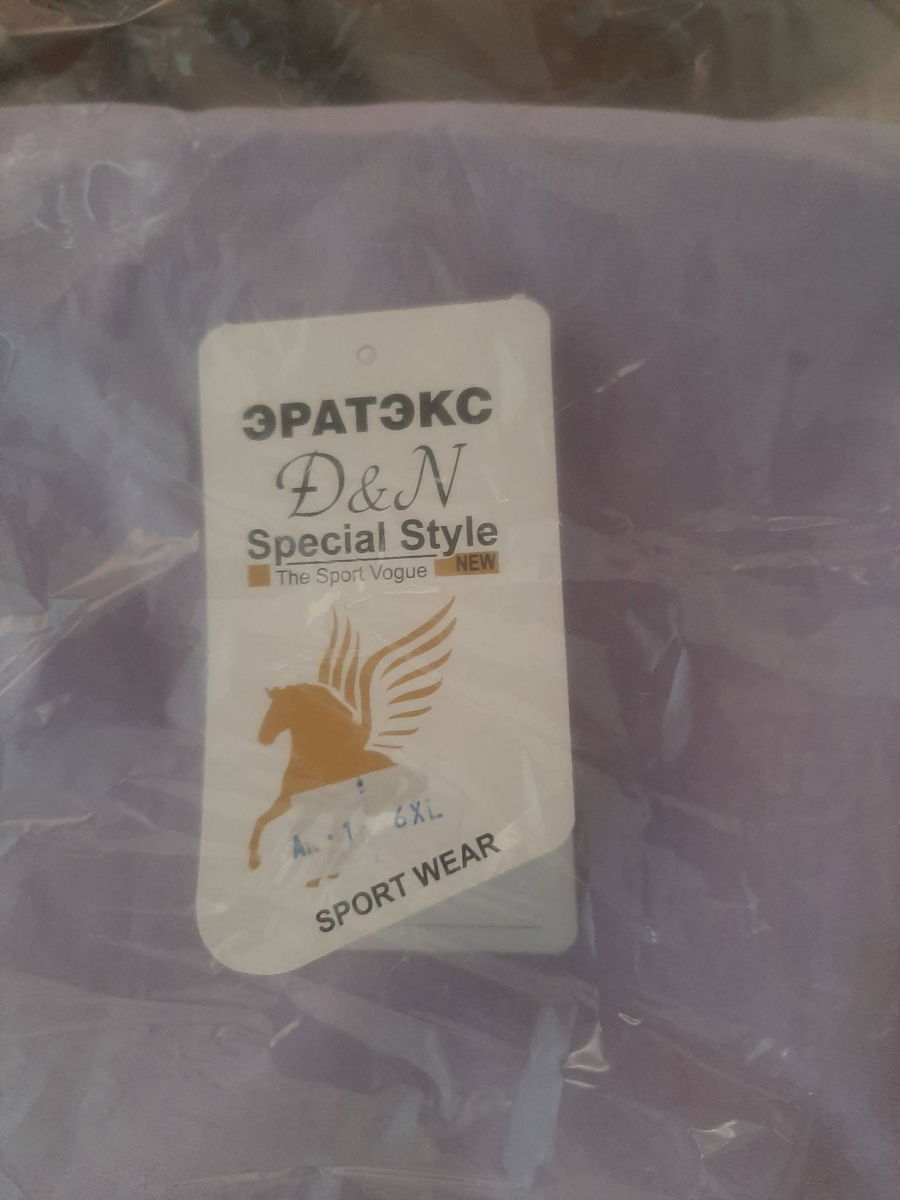 ЭРАТЭКС
Đ&N
Special Style
The Sport Vogue NEW
6XL
SPORT WEAR